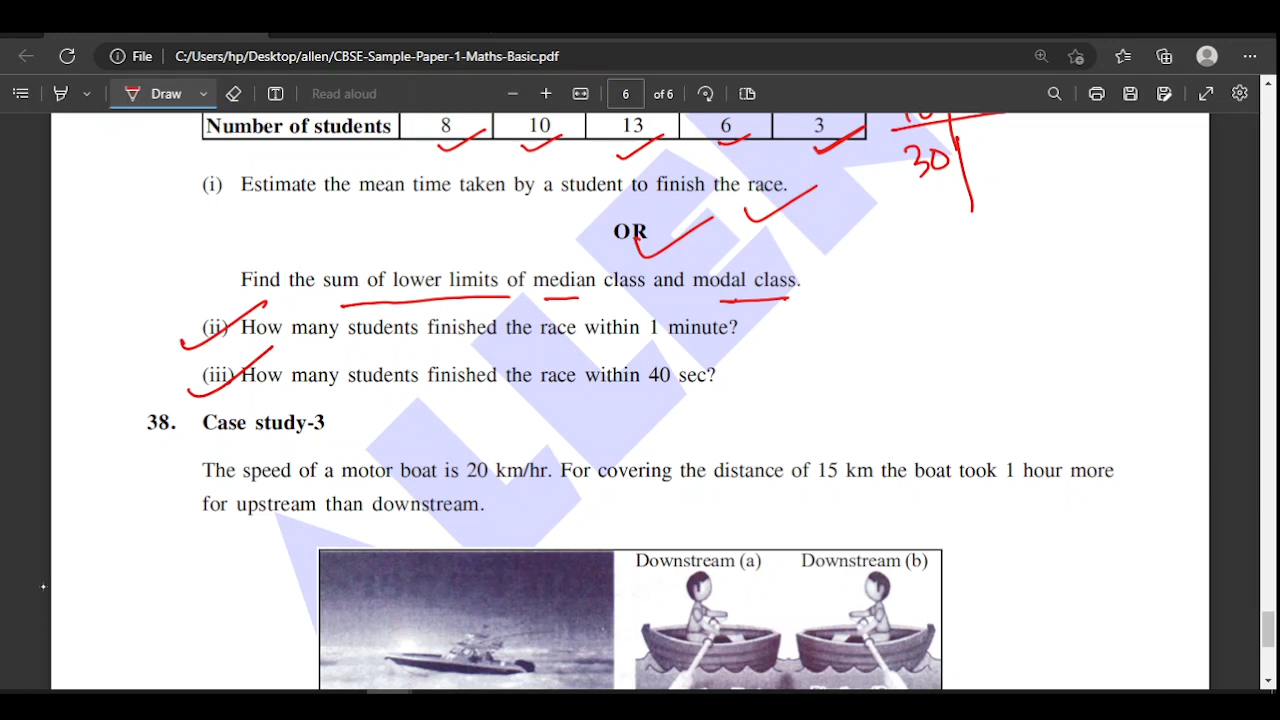 File C:/Users/hp/Desktop/allen/CBSE-Sample-Paper-1-Maths-Basic.pdf
Draw Read aloud 6 of 6
Number of students 8 10 13 6 3
30
(i) Estimate the mean time taken by a student to finish the race.
OR
Find the sum of lower limits of median class and modal class.
(ii) How many students finished the race within 1 minute?
(iii) How many students finished the race within 40 sec?
38. Case study-3
The speed of a motor boat is 20 km/hr. For covering the distance of 15 km the boat took 1 hour more
for upstream than downstream.
Downstream (a) Downstream (b)
ALLEN